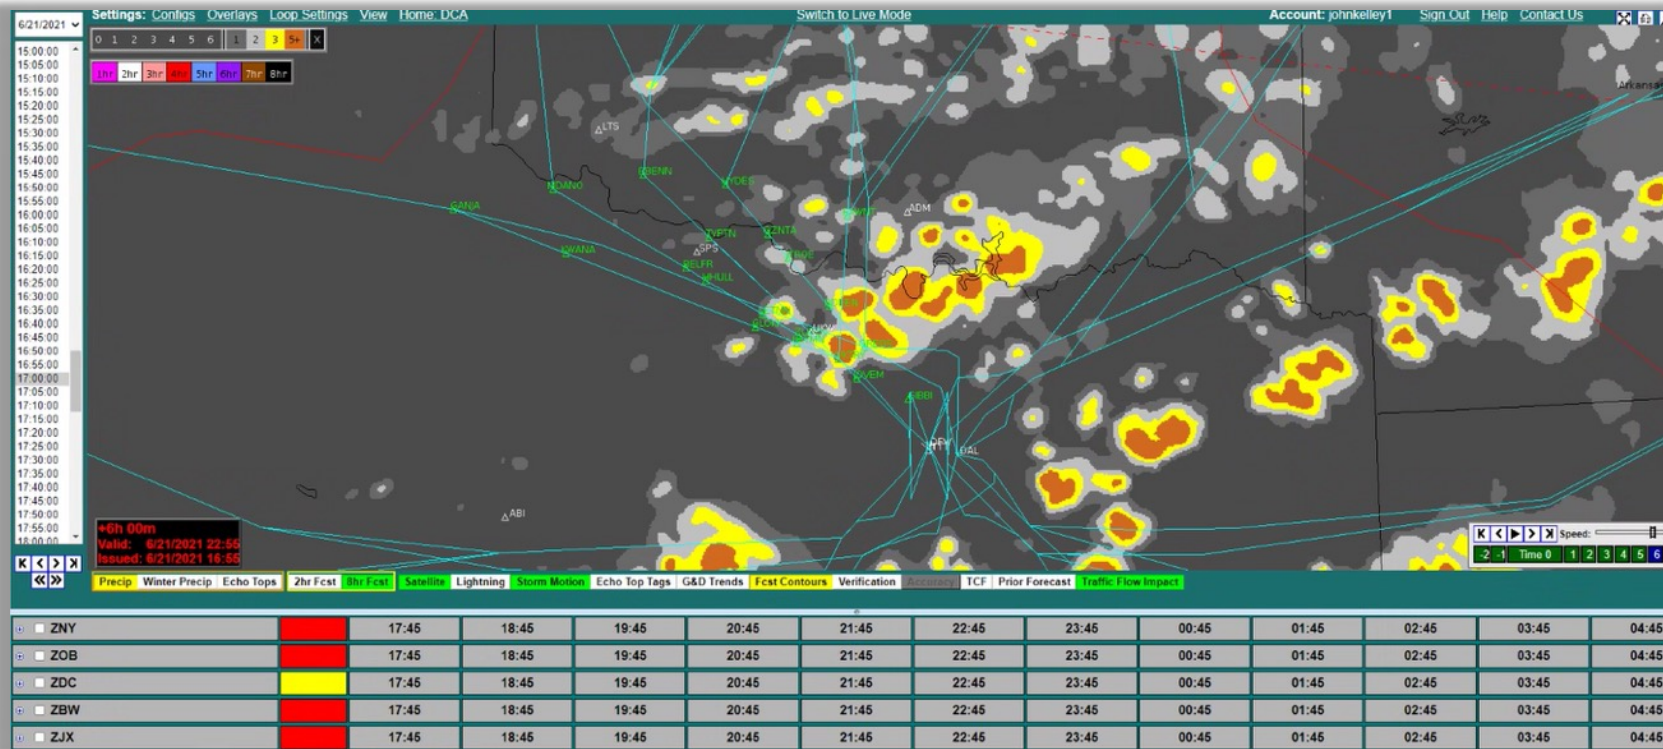 6/21/2021
Settings: Configs Overlays Loop Settings View Home: DCA
Switch to Live Mode
Account: johnkelley1 Sign Out Help Contact Us
0 1 2 3 4 5 6 1 2 3 5+ X
1hr 2hr 3hr 4hr 5hr 6hr 7hr 8hr
15:00:00
15:05:00
15:10:00
15:15:00
15:20:00
15:25:00
15:30:00
15:35:00
15:40:00
15:45:00
15:50:00
15:55:00
16:00:00
16:05:00
16:10:00
16:15:00
16:20:00
16:25:00
16:30:00
16:35:00
16:40:00
16:45:00
16:50:00
16:55:00
17:00:00
17:05:00
17:10:00
17:15:00
17:20:00
17:25:00
17:30:00
17:35:00
17:40:00
17:45:00
17:50:00
17:55:00
18:00:00
LTS
GANJA
KWANA
SPS
HULL
ADM
GIBBI
DAL
ABI
+6h 00m
Valid: 6/21/2021 22:55
Issued: 6/21/2021 16:55
Speed:
-2 -1 Time 0 1 2 3 4 5 6
Precip Winter Precip Echo Tops 2hr Fcst 8hr Fcst Satellite Lightning Storm Motion Echo Top Tags G&D Trends Fcst Contours Verification Accuracy TCF Prior Forecast Traffic Flow Impact
ZNY 17:45 18:45 19:45 20:45 21:45 22:45 23:45 00:45 01:45 02:45 03:45 04:45
ZOB 17:45 18:45 19:45 20:45 21:45 22:45 23:45 00:45 01:45 02:45 03:45 04:45
ZDC 17:45 18:45 19:45 20:45 21:45 22:45 23:45 00:45 01:45 02:45 03:45 04:45
ZBW 17:45 18:45 19:45 20:45 21:45 22:45 23:45 00:45 01:45 02:45 03:45 04:45
ZJX 17:45 18:45 19:45 20:45 21:45 22:45 23:45 00:45 01:45 02:45 03:45 04:45